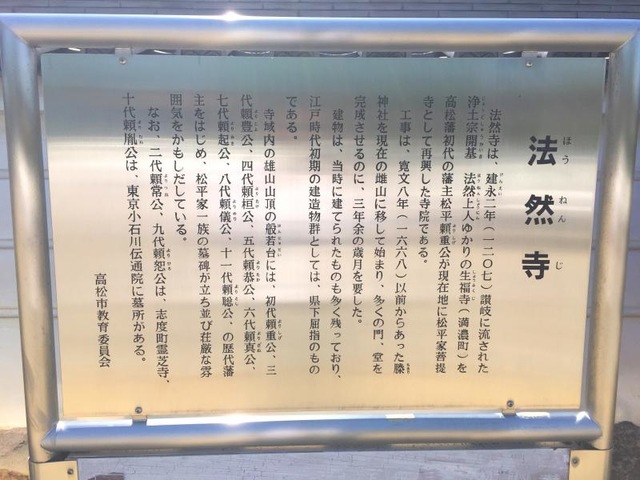 法然寺
ほうねんじ
法然寺は、建永二年（一二〇七）讃岐に流された
浄土宗開基　法然上人ゆかりの生福寺（満濃町）を
高松藩初代の藩主松平頼重公が現在地に松平家菩提
寺として再興した寺院である。
工事は、寛文八年（一六六八）以前からあった滕
神社を現在の雌山に移して始まり、多くの門、堂を
完成させるのに、三年余の歳月を要した。
建物は、当時に建てられたものも多く残っており、
江戸時代初期の建造物群としては、県下屈指のもの
である。
寺域内の雄山山頂の般若台には、初代頼重公、三
代頼豊公、四代頼桓公、五代頼恭公、六代頼真公、
七代頼起公、八代頼儀公、十一代頼聰公、の歴代藩
主をはじめ、松平家一族の墓碑が立ち並び荘厳な雰
囲気をかもしだしている。
なお、二代頼常公、九代頼恕公は、志度町霊芝寺、
十代頼胤公は、東京小石川伝通院に墓所がある。
高松市教育委員会